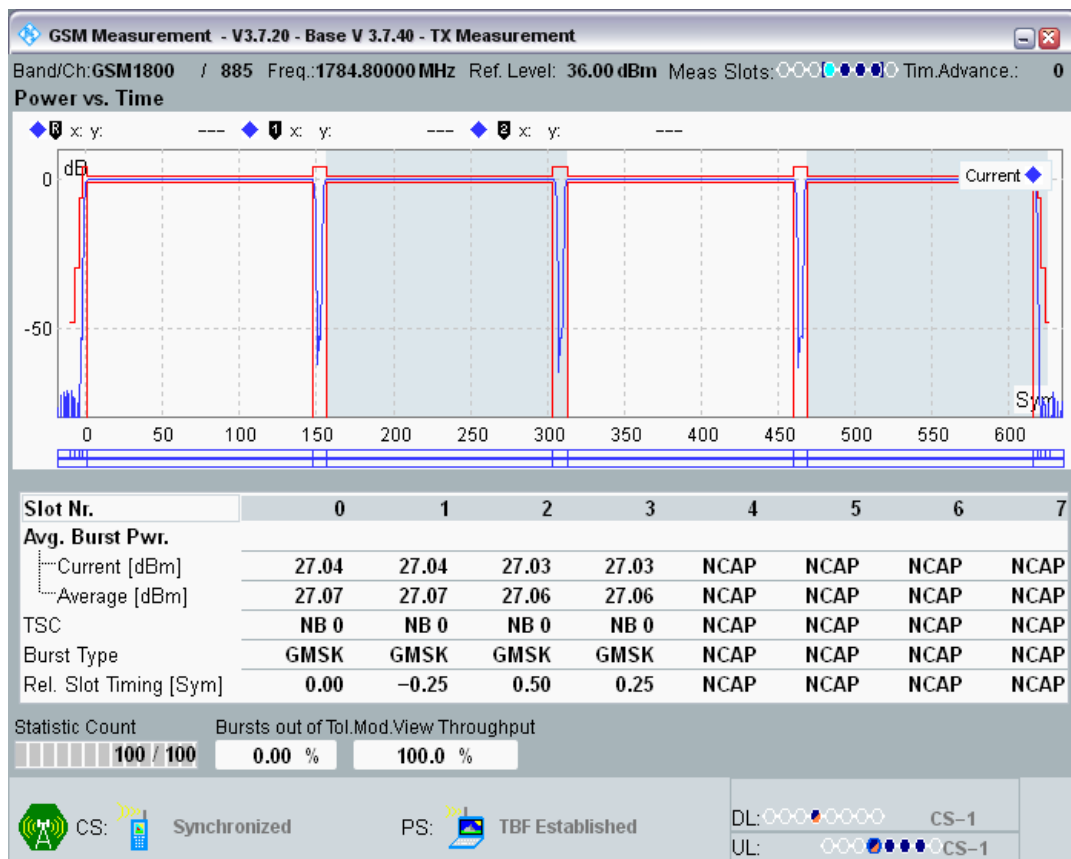 GSM Measurement - V3.7.20 - Base V 3.7.40 - TX Measurement
Band/Ch:GSM1800 / 885 Freq.:1784.80000 MHz Ref. Level: 36.00 dBm Meas Slots: Tim.Advance.: 0
Power vs. Time
R x: y: --- 1 x: y: --- 2 x: y: ---
dB
Current
0
-50
Sym
0 50 100 150 200 250 300 350 400 450 500 550 600
Slot Nr. 0 1 2 3 4 5 6 7
Avg. Burst Pwr.
Current [dBm] 27.04 27.04 27.03 27.03 NCAP NCAP NCAP NCAP
Average [dBm] 27.07 27.07 27.06 27.06 NCAP NCAP NCAP NCAP
TSC NB 0 NB 0 NB 0 NB 0 NCAP NCAP NCAP NCAP
Burst Type GMSK GMSK GMSK GMSK NCAP NCAP NCAP NCAP
Rel. Slot Timing [Sym] 0.00 −0.25 0.50 0.25 NCAP NCAP NCAP NCAP
Statistic Count Bursts out of Tol.Mod.View Throughput
100 / 100 0.00 % 100.0 %
CS: Synchronized PS: TBF Established
DL: CS−1
UL: CS−1